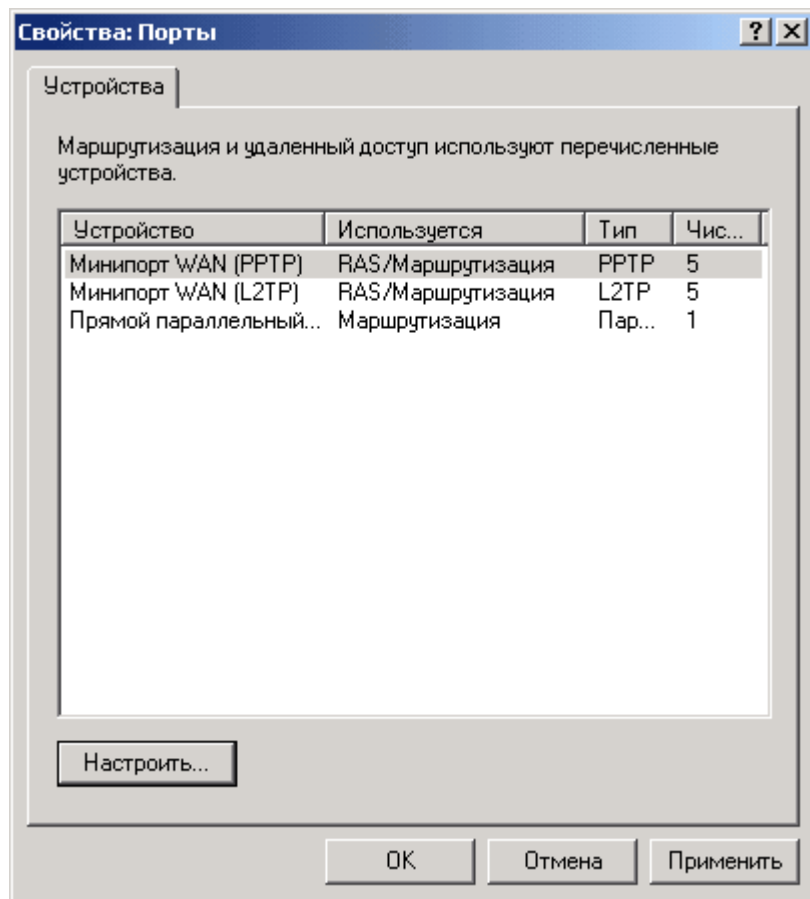 Свойства: Порты
Устройства
Маршрутизация и удаленный доступ используют перечисленные
устройства.
Устройство Используется Тип Чис...
Минипорт WAN (PPTP) RAS/Маршрутизация PPTP 5
Минипорт WAN (L2TP) RAS/Маршрутизация L2TP 5
Прямой параллельный... Маршрутизация Пар... 1
Настроить...
OK Отмена Применить